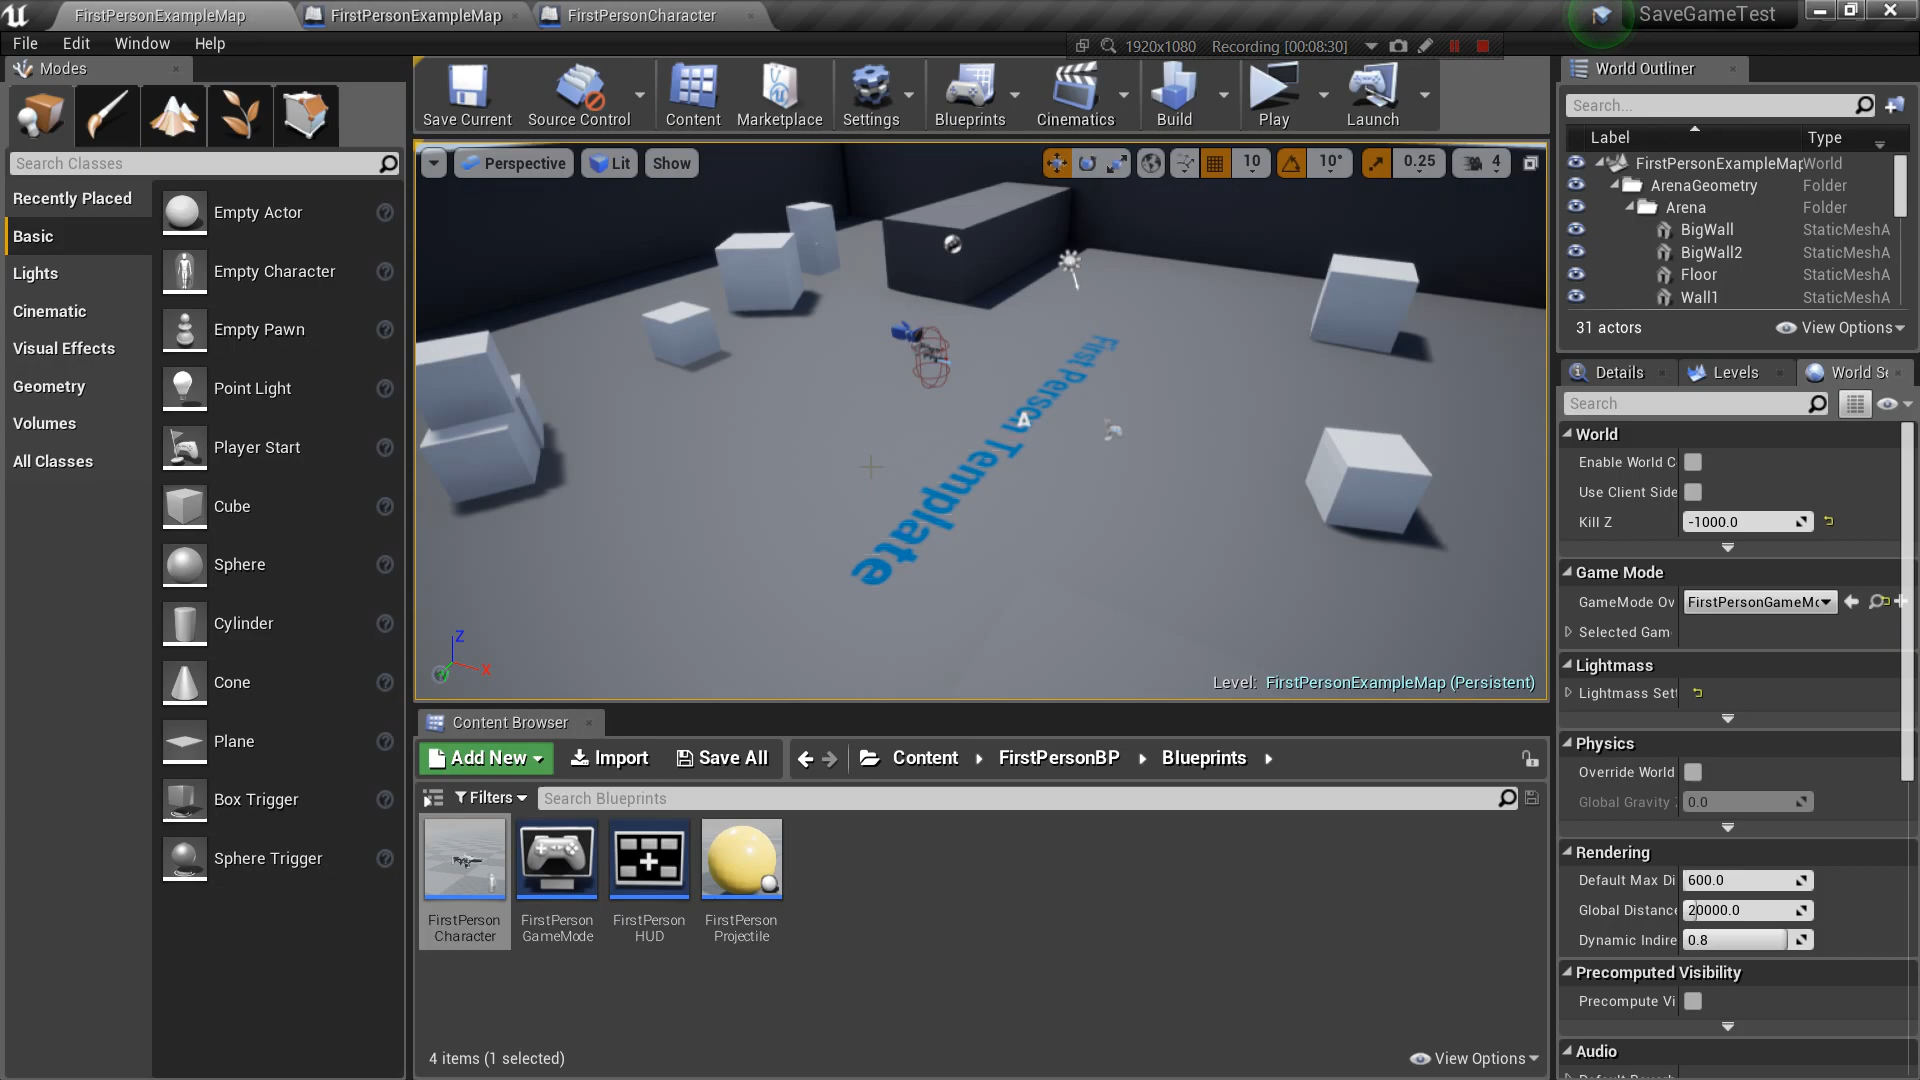 FirstPersonExampleMap
FirstPersonExampleMap
FirstPersonCharacter
SaveGameTest
File Edit Window Help
1920x1080 Recording [00:08:30]
Modes
Search Classes
Recently Placed
Basic
Lights
Cinematic
Visual Effects
Geometry
Volumes
All Classes
Empty Actor
Empty Character
Empty Pawn
Point Light
Player Start
Cube
Sphere
Cylinder
Cone
Plane
Box Trigger
Sphere Trigger
Save Current
Source Control
Content
Marketplace
Settings
Blueprints
Cinematics
Build
Play
Launch
Perspective
Lit
Show
10
10°
0.25
4
First Person Template
Z
X
Level: FirstPersonExampleMap (Persistent)
Content Browser
Add New
Import
Save All
Content
FirstPersonBP
Blueprints
Filters
Search Blueprints
FirstPerson
Character
FirstPerson
GameMode
FirstPerson
HUD
FirstPerson
Projectile
4 items (1 selected)
View Options
World Outliner
Search...
Label Type
FirstPersonExampleMap World
ArenaGeometry Folder
Arena Folder
BigWall StaticMeshA
BigWall2 StaticMeshA
Floor StaticMeshA
Wall1 StaticMeshA
31 actors
View Options
Details
Levels
World Se
Search
World
Enable World C
Use Client Side
Kill Z -1000.0
Game Mode
GameMode Ov FirstPersonGameMo
Selected Gam
Lightmass
Lightmass Sett
Physics
Override World
Global Gravity 0.0
Rendering
Default Max Di 600.0
Global Distance 20000.0
Dynamic Indire 0.8
Precomputed Visibility
Precompute Vi
Audio